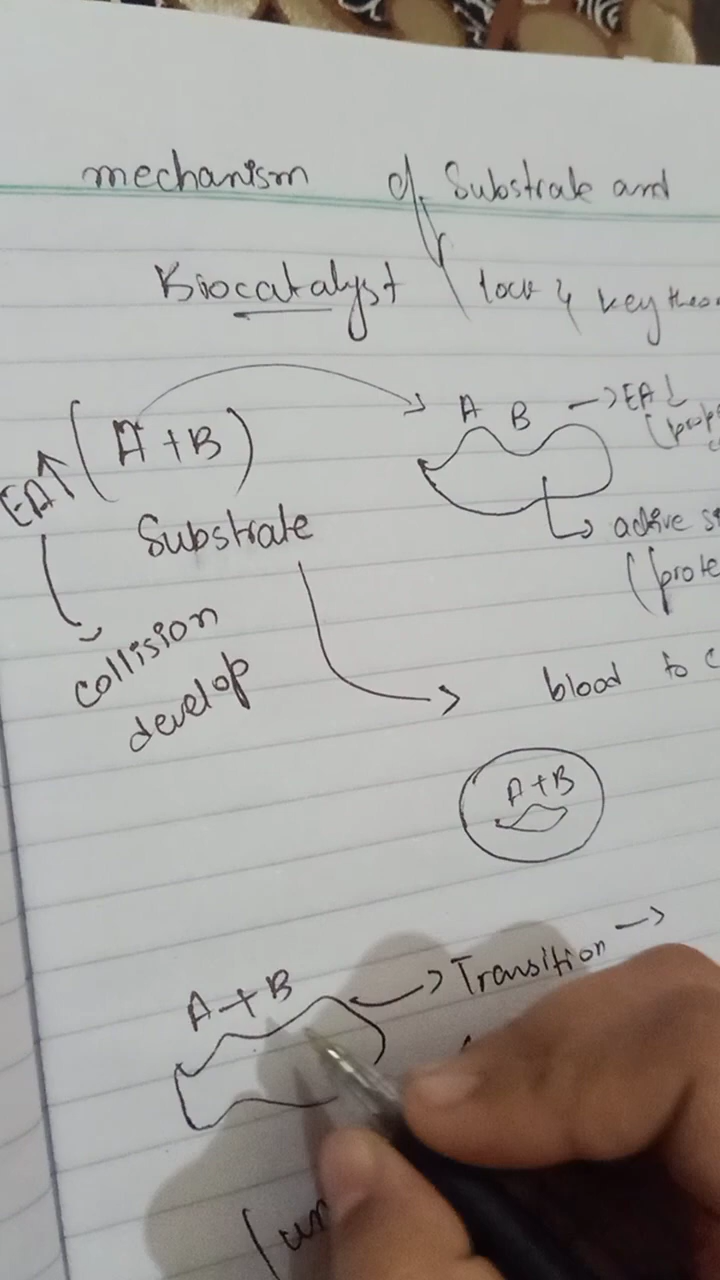 mechanism of Substrate and
Biocatalyst
lock & key
(A + B)
EA↑
A B → EA↓
Substrate
active
collision
develop
blood to
A+B
A+B → Transition →